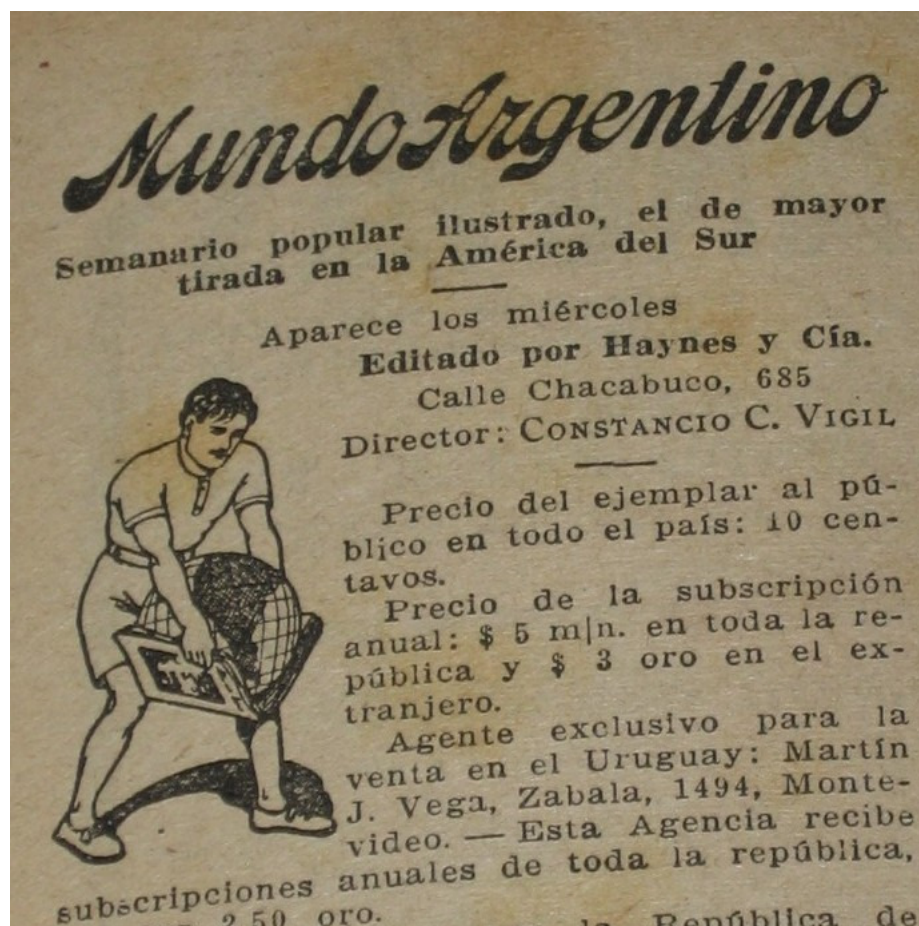 Mundo Argentino
Semanario popular ilustrado, el de mayor
tirada en la América del Sur
Aparece los miércoles
Editado por Haynes y Cía.
Calle Chacabuco, 685
Director: CONSTANCIO C. VIGIL
Precio del ejemplar al pú-
blico en todo el país: 10 cen-
tavos.
Precio de la subscripción
anual: $ 5 m|n. en toda la re-
pública y $ 3 oro en el ex-
tranjero.
Agente exclusivo para la
venta en el Uruguay: Martín
J. Vega, Zabala, 1494, Monte-
video. — Esta Agencia recibe
subscripciones anuales de toda la república,
2.50 oro.
la República de